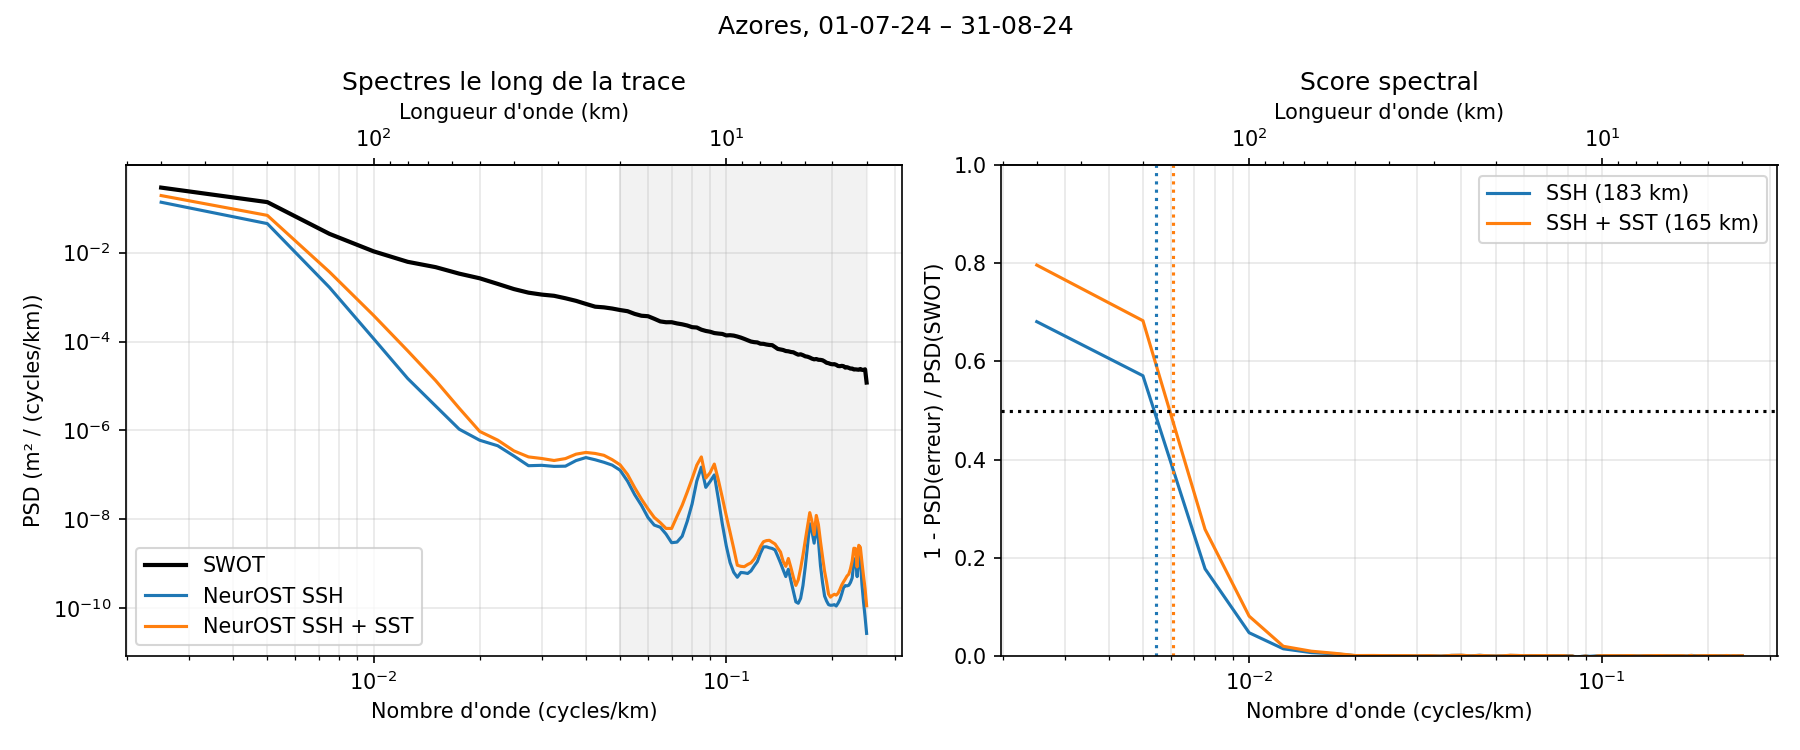 Azores, 01-07-24 – 31-08-24
Spectres le long de la trace
Longueur d'onde (km)
10² 10¹
PSD (m² / (cycles/km))
10⁻²
10⁻⁴
10⁻⁶
10⁻⁸
10⁻¹⁰
SWOT
NeurOST SSH
NeurOST SSH + SST
10⁻² 10⁻¹
Nombre d'onde (cycles/km)
Score spectral
Longueur d'onde (km)
10² 10¹
1 - PSD(erreur) / PSD(SWOT)
1.0
0.8
0.6
0.4
0.2
0.0
SSH (183 km)
SSH + SST (165 km)
10⁻² 10⁻¹
Nombre d'onde (cycles/km)